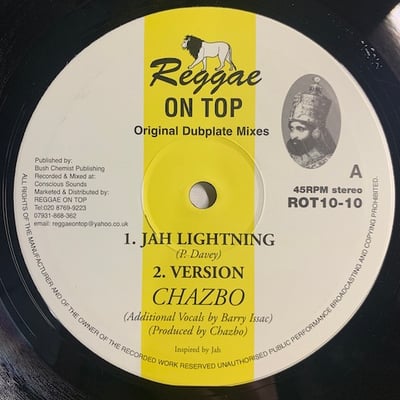 Reggae
ON TOP
Original Dubplate Mixes
Published by:
Bush Chemist Publishing
Recorded & Mixed at:
Conscious Sounds
Marketed & Distributed by:
REGGAE ON TOP
Tel:020 8769-9223
07931-868-362
email: reggaeontop@yahoo.co.uk
A
45RPM stereo
ROT10-10
1. JAH LIGHTNING
(P. Davey)
2. VERSION
CHAZBO
(Additional Vocals by Barry Issac)
(Produced by Chazbo)
Inspired by Jah
ALL RIGHTS OF THE MANUFACTURER AND OF THE OWNER OF THE RECORDED WORK RESERVED UNAUTHORISED PUBLIC PERFORMANCE BROADCASTING AND COPYING PROHIBITED.